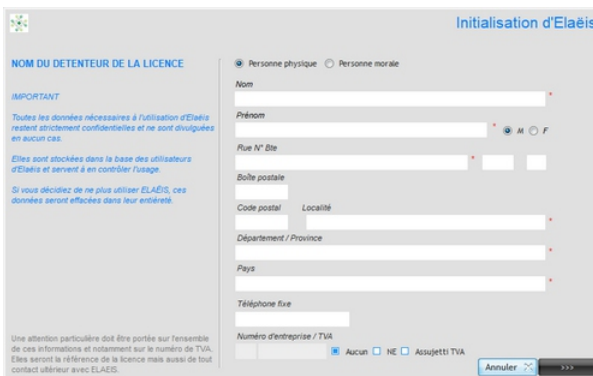 Initialisation d'Elaëis
NOM DU DETENTEUR DE LA LICENCE
IMPORTANT
Toutes les données nécessaires à l'utilisation d'Elaëis
restent strictement confidentielles et ne sont divulguées
en aucun cas.
Elles sont stockées dans la base des utilisateurs
d'Elaëis et servent à en contrôler l'usage.
Si vous décidiez de ne plus utiliser ELAËIS, ces
données seront effacées dans leur entièreté.
Une attention particulière doit être portée sur l'ensemble
de ces informations et notamment sur le numéro de TVA.
Elles seront la référence de la licence mais aussi de tout
contact ultérieur avec ELAEIS.
Personne physique Personne morale
Nom
*
Prénom
* M F
Rue N° Bte
*
Boîte postale
Code postal Localité
*
Département / Province
*
Pays
*
Téléphone fixe
Numéro d'entreprise / TVA
Aucun NE Assujetti TVA
Annuler >>>